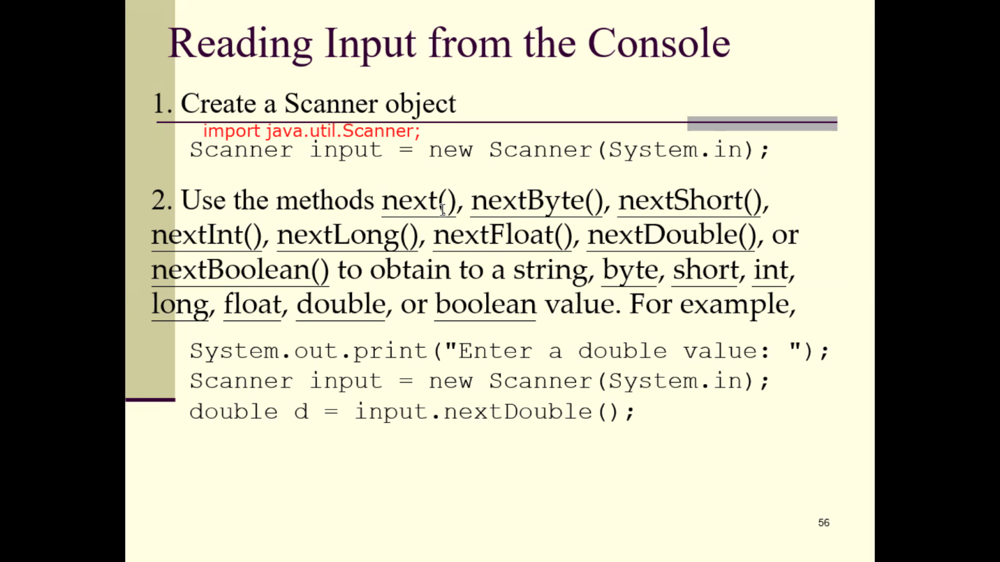 Reading Input from the Console
1. Create a Scanner object
import java.util.Scanner;
Scanner input = new Scanner(System.in);
2. Use the methods next(), nextByte(), nextShort(),
nextInt(), nextLong(), nextFloat(), nextDouble(), or
nextBoolean() to obtain to a string, byte, short, int,
long, float, double, or boolean value. For example,
System.out.print("Enter a double value: ");
Scanner input = new Scanner(System.in);
double d = input.nextDouble();
56